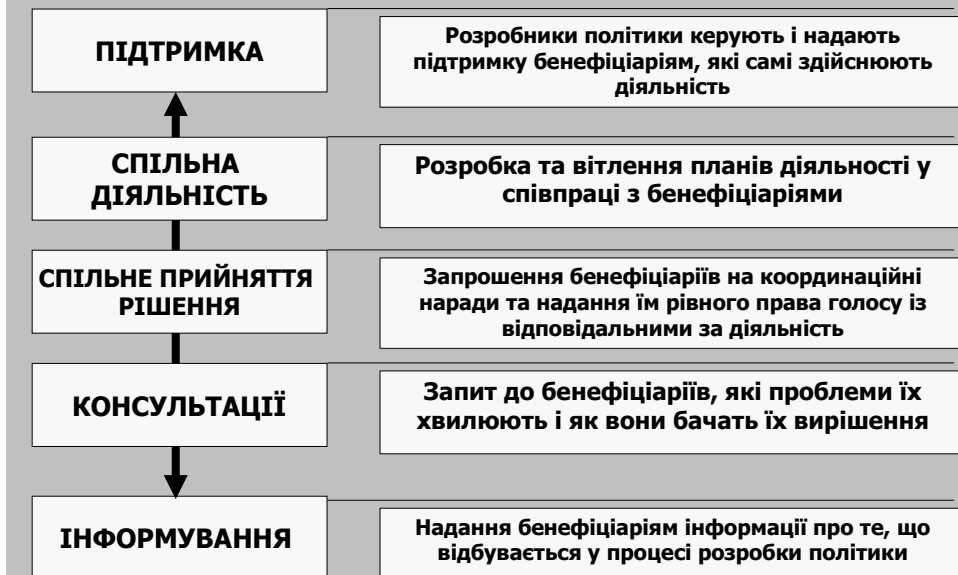 ПІДТРИМКА
Розробники політики керують і надають
підтримку бенефіціаріям, які самі здійснюють
діяльність
СПІЛЬНА
ДІЯЛЬНІСТЬ
Розробка та втілення планів діяльності у
співпраці з бенефіціаріями
СПІЛЬНЕ ПРИЙНЯТТЯ
РІШЕННЯ
Запрошення бенефіціаріїв на координаційні
наради та надання їм рівного права голосу із
відповідальними за діяльність
КОНСУЛЬТАЦІЇ
Запит до бенефіціаріїв, які проблеми їх
хвилюють і як вони бачать їх вирішення
ІНФОРМУВАННЯ
Надання бенефіціаріям інформації про те, що
відбувається у процесі розробки політики